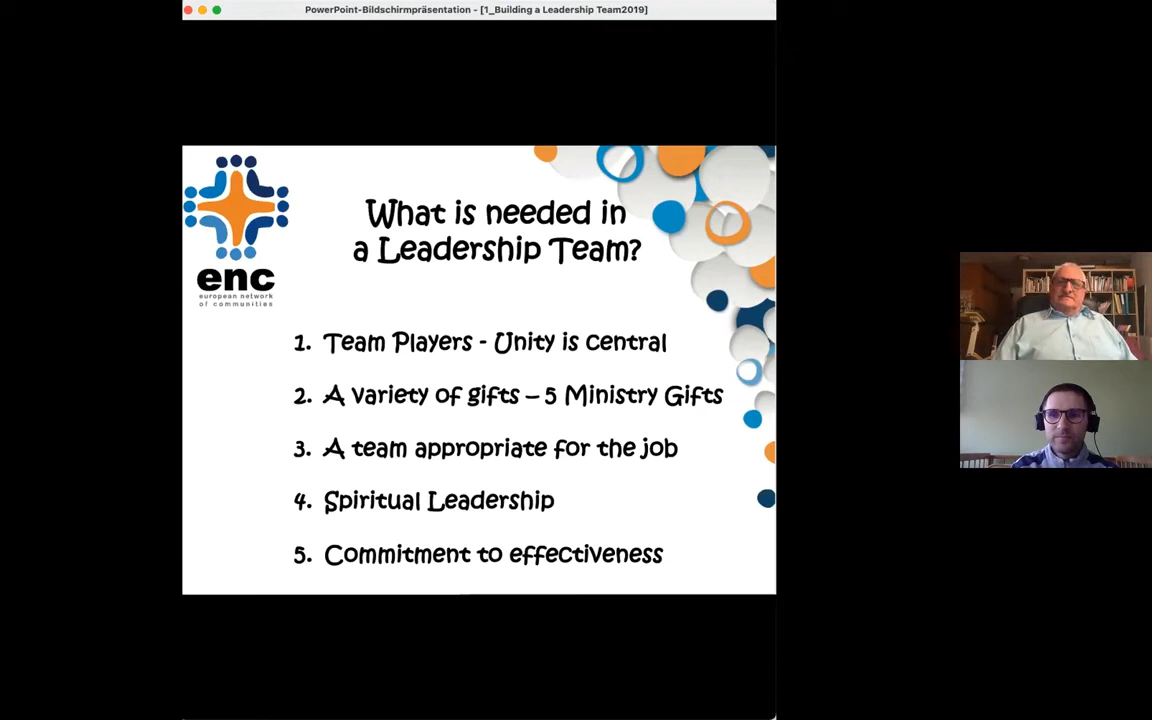 PowerPoint-Bildschirmpräsentation - [1_Building a Leadership Team2019]
enc
european network
of communities
What is needed in
a Leadership Team?
1. Team Players - Unity is central
2. A variety of gifts – 5 Ministry Gifts
3. A team appropriate for the job
4. Spiritual Leadership
5. Commitment to effectiveness